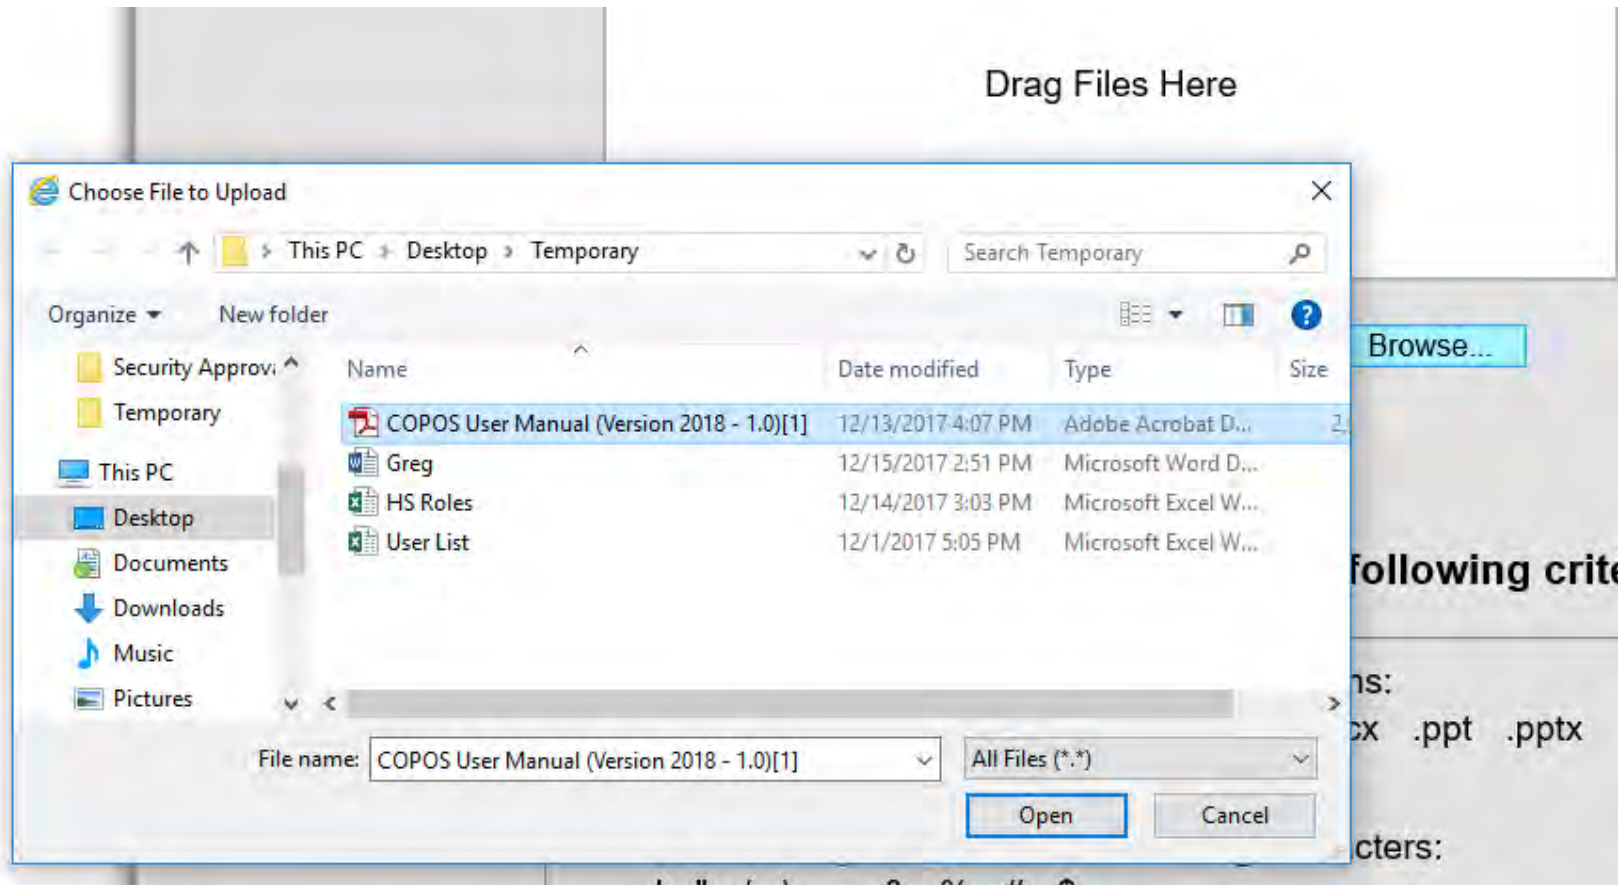 Drag Files Here
Choose File to Upload
This PC > Desktop > Temporary
Search Temporary
Organize
New folder
Browse...
Security Approv
Temporary
This PC
Desktop
Documents
Downloads
Music
Pictures
Name Date modified Type Size
COPOS User Manual (Version 2018 - 1.0)[1] 12/13/2017 4:07 PM Adobe Acrobat D... 2,
Greg 12/15/2017 2:51 PM Microsoft Word D...
HS Roles 12/14/2017 3:03 PM Microsoft Excel W...
User List 12/1/2017 5:05 PM Microsoft Excel W...
following crite
ns:
cx .ppt .pptx
File name: COPOS User Manual (Version 2018 - 1.0)[1] All Files (*.*)
Open Cancel
cters: